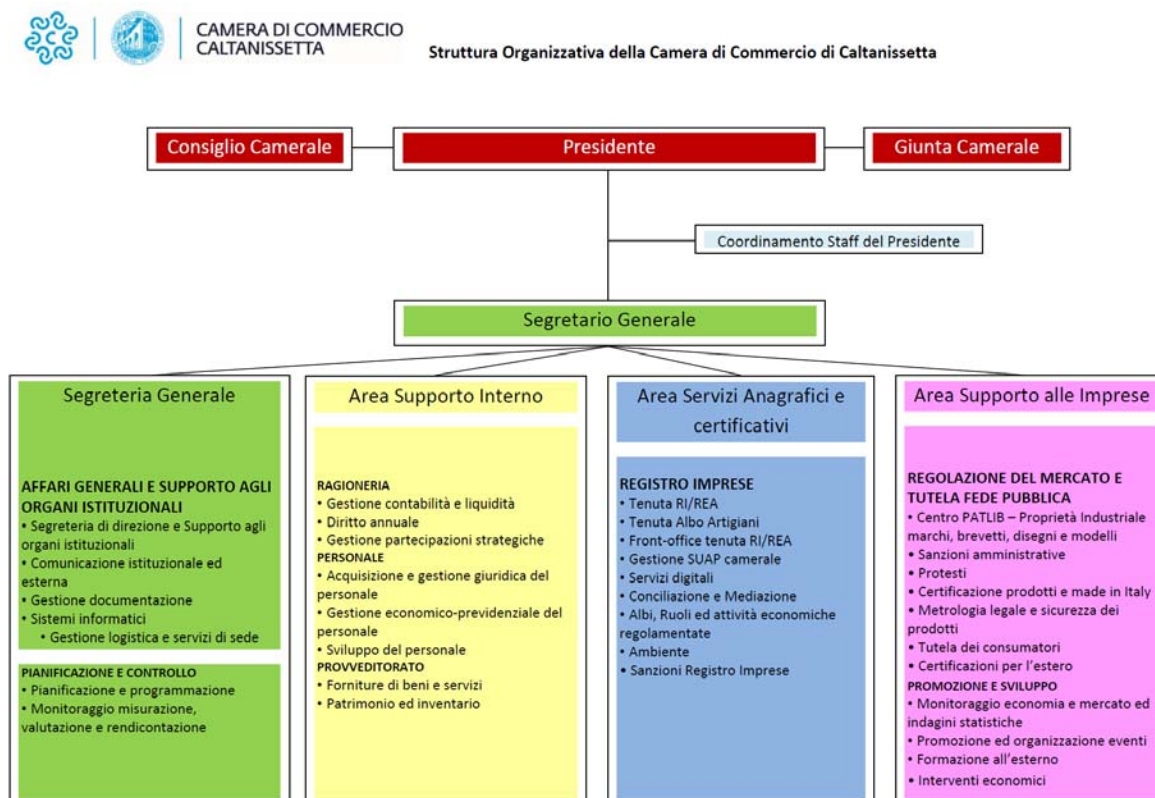 CAMERA DI COMMERCIO
CALTANISSETTA
Struttura Organizzativa della Camera di Commercio di Caltanissetta
Consiglio Camerale
Presidente
Giunta Camerale
Coordinamento Staff del Presidente
Segretario Generale
Segreteria Generale
AFFARI GENERALI E SUPPORTO AGLI
ORGANI ISTITUZIONALI
• Segreteria di direzione e Supporto agli
organi istituzionali
• Comunicazione istituzionale ed
esterna
• Gestione documentazione
• Sistemi informatici
• Gestione logistica e servizi di sede
PIANIFICAZIONE E CONTROLLO
• Pianificazione e programmazione
• Monitoraggio misurazione,
valutazione e rendicontazione
Area Supporto Interno
RAGIONERIA
• Gestione contabilità e liquidità
• Diritto annuale
• Gestione partecipazioni strategiche
PERSONALE
• Acquisizione e gestione giuridica del
personale
• Gestione economico-previdenziale del
personale
• Sviluppo del personale
PROVVEDITORATO
• Forniture di beni e servizi
• Patrimonio ed inventario
Area Servizi Anagrafici e
certificativi
REGISTRO IMPRESE
• Tenuta RI/REA
• Tenuta Albo Artigiani
• Front-office tenuta RI/REA
• Gestione SUAP camerale
• Servizi digitali
• Conciliazione e Mediazione
• Albi, Ruoli ed attività economiche
regolamentate
• Ambiente
• Sanzioni Registro Imprese
Area Supporto alle Imprese
REGOLAZIONE DEL MERCATO E
TUTELA FEDE PUBBLICA
• Centro PATLIB – Proprietà Industriale
marchi, brevetti, disegni e modelli
• Sanzioni amministrative
• Protesti
• Certificazione prodotti e made in Italy
• Metrologia legale e sicurezza dei
prodotti
• Tutela dei consumatori
• Certificazioni per l'estero
PROMOZIONE E SVILUPPO
• Monitoraggio economia e mercato ed
indagini statistiche
• Promozione ed organizzazione eventi
• Formazione all'esterno
• Interventi economici